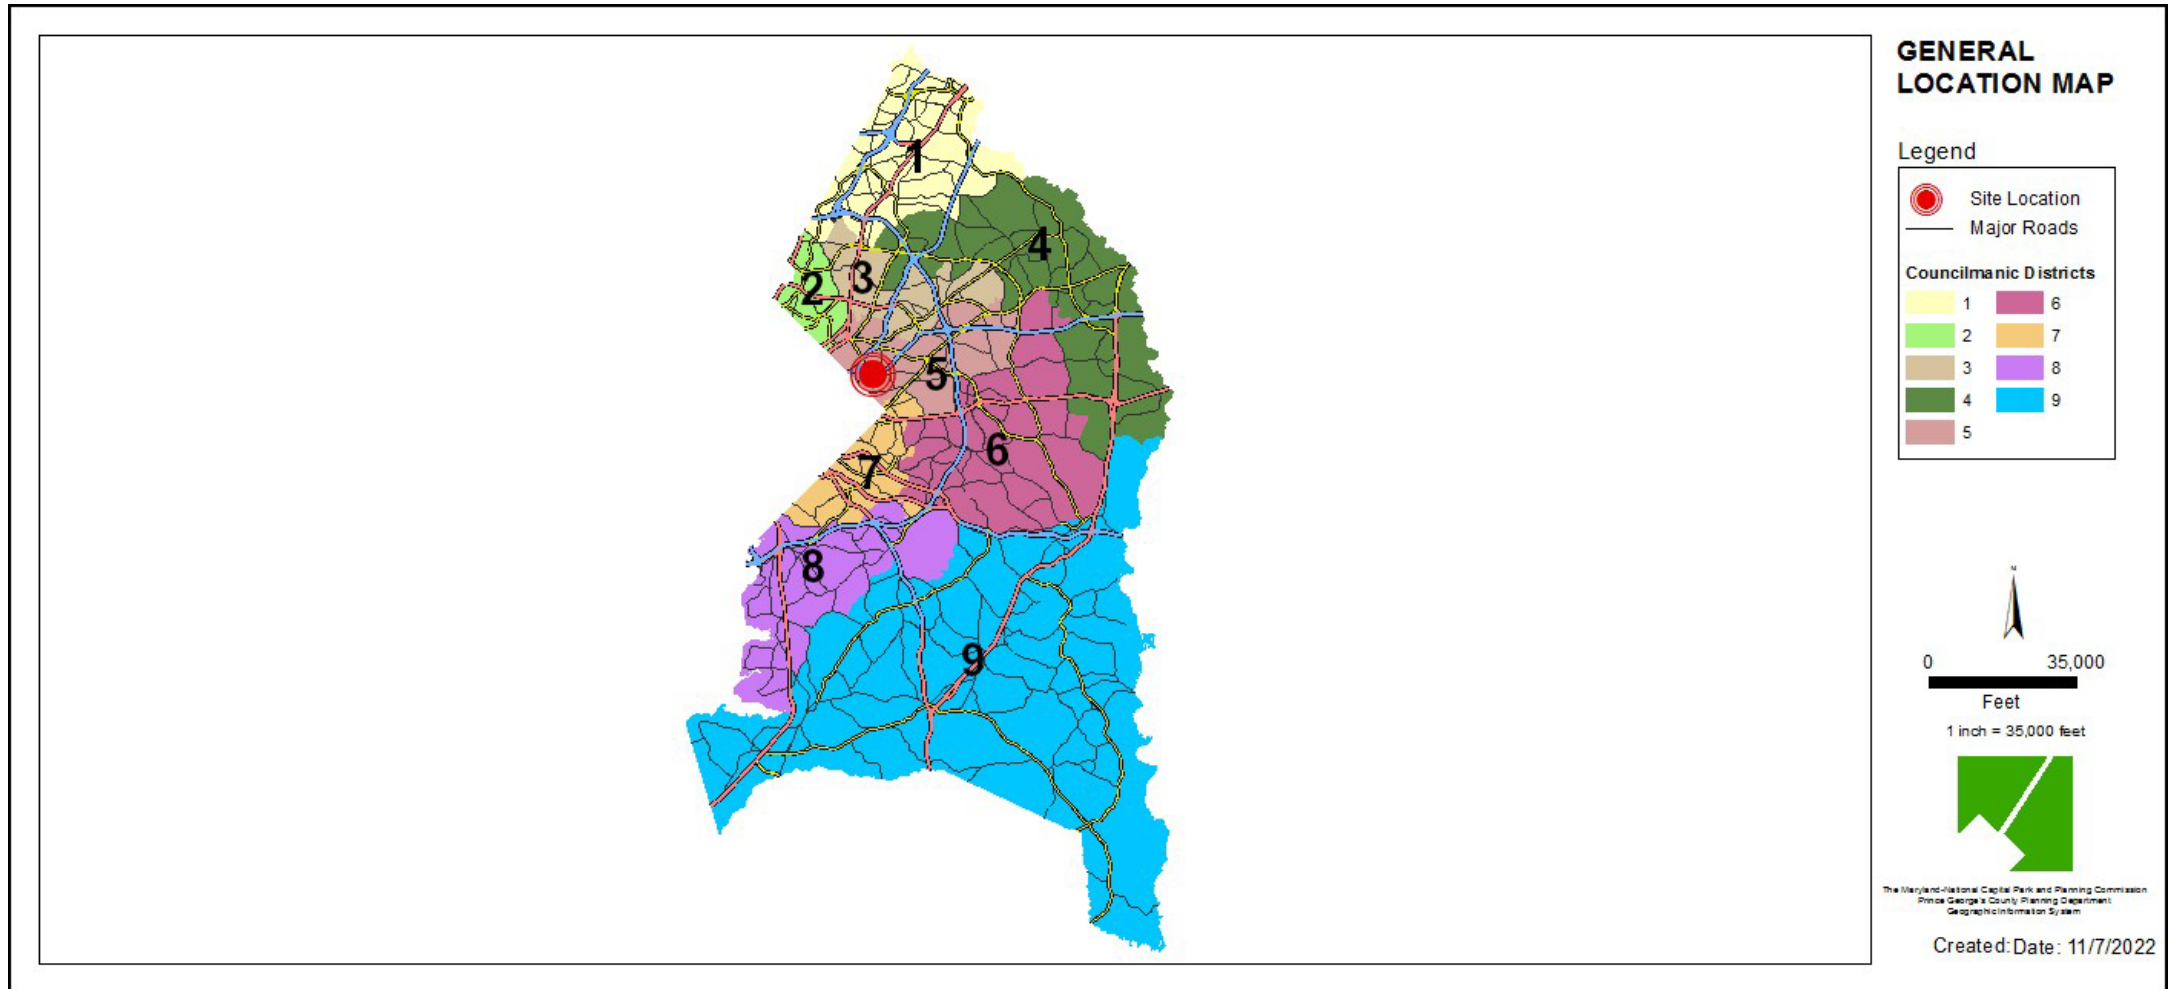 GENERAL
LOCATION MAP
Legend
Site Location
Major Roads
Councilmanic Districts
1 6
2 7
3 8
4 9
5
1
4
3
2
5
6
7
8
9
N
0 35,000
Feet
1 inch = 35,000 feet
The Maryland-National Capital Park and Planning Commission
Prince George's County Planning Department
Geographic Information System
Created: Date: 11/7/2022